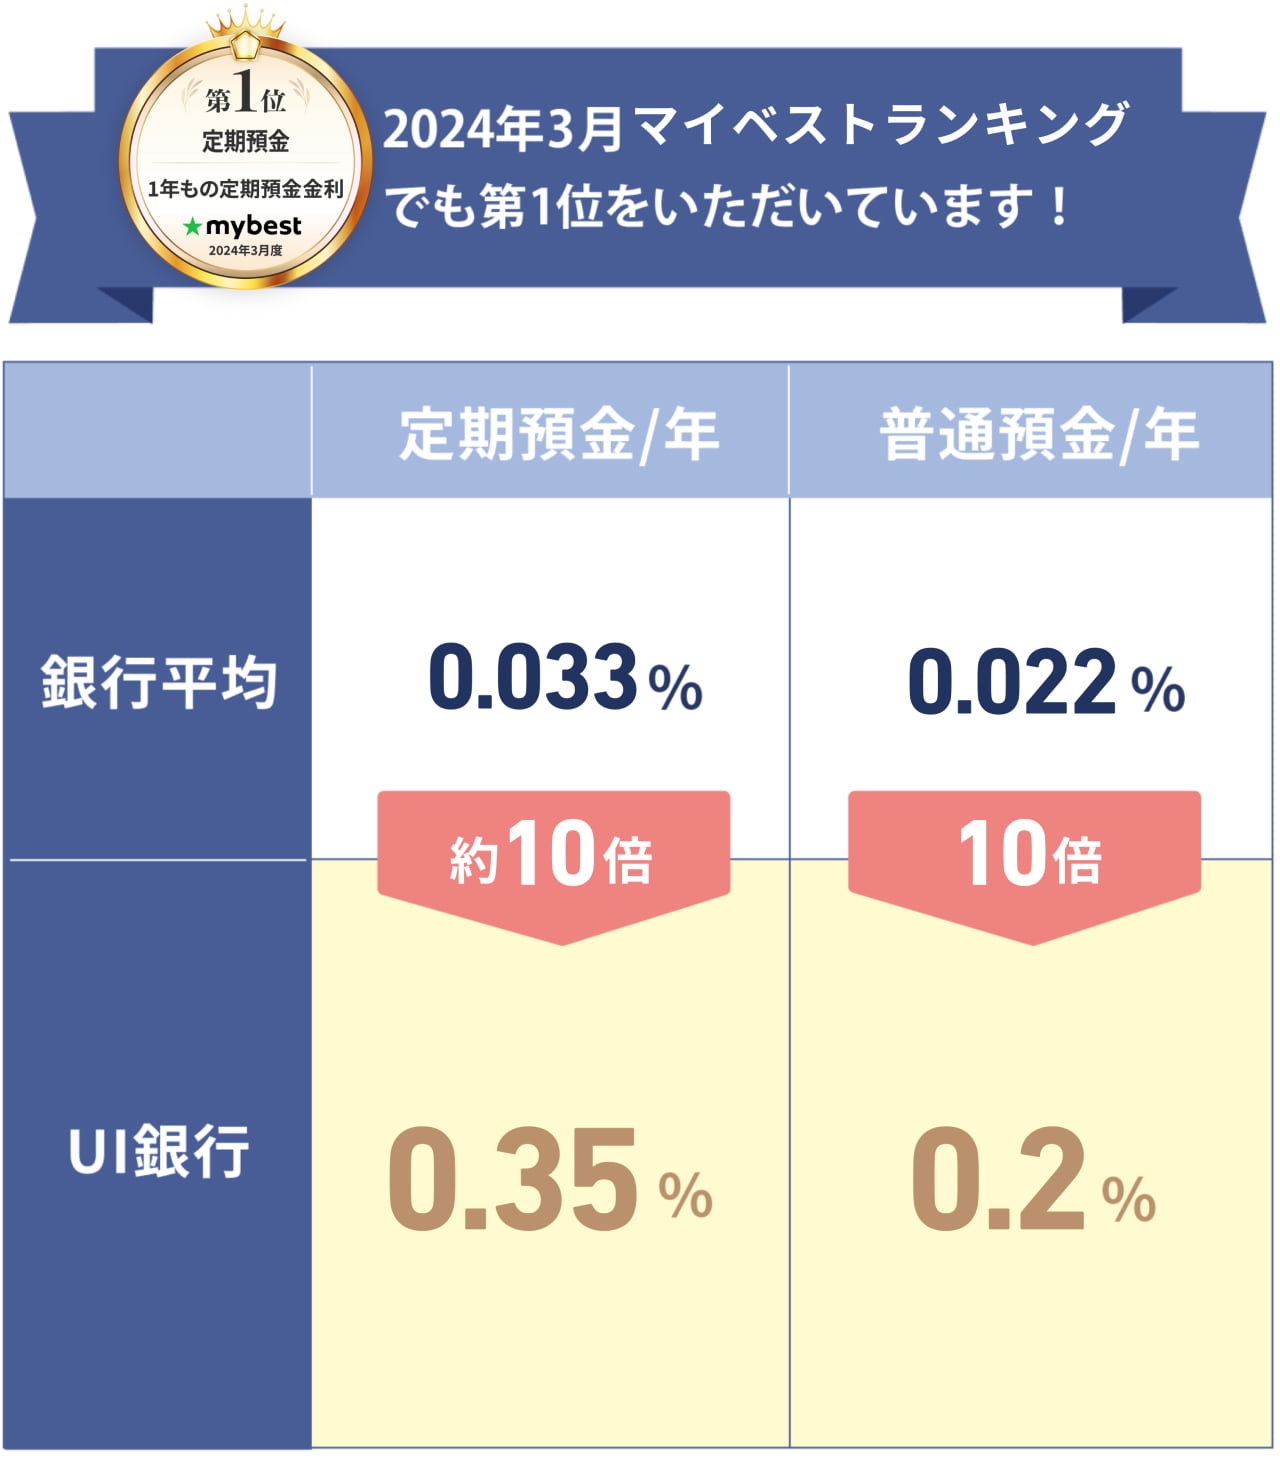 第1位
定期預金
1年もの定期預金金利
mybest
2024年3月度
2024年3月マイベストランキング
でも第1位をいただいています！
定期預金/年
普通預金/年
銀行平均
0.033%
0.022%
約10倍
10倍
UI銀行
0.35%
0.2%